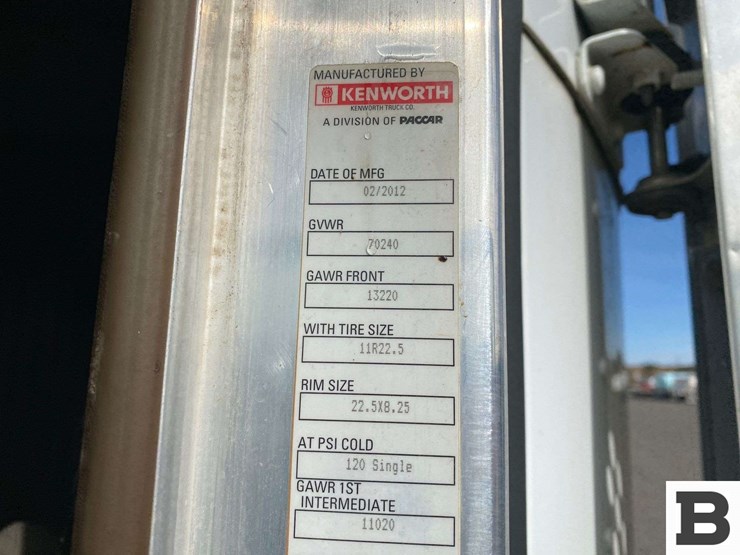 MANUFACTURED BY
KENWORTH
KENWORTH TRUCK CO.
A DIVISION OF PACCAR
DATE OF MFG
02/2012
GVWR
70240
GAWR FRONT
13220
WITH TIRE SIZE
11R22.5
RIM SIZE
22.5X8.25
AT PSI COLD
120 Single
GAWR 1ST
INTERMEDIATE
11020
B